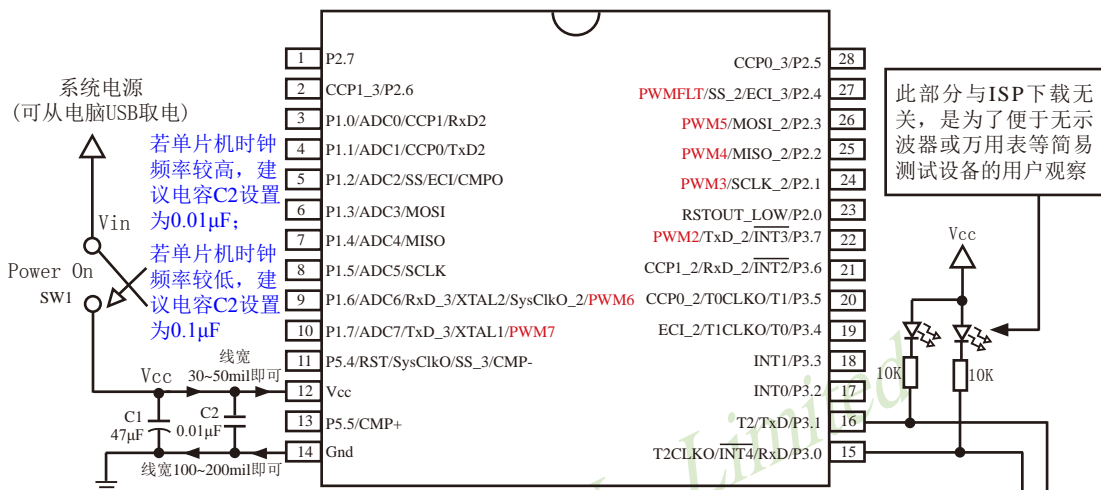 系统电源
(可从电脑USB取电)
若单片机时钟
频率较高，建
议电容C2设置
为0.01μF；
若单片机时钟
频率较低，建
议电容C2设置
为0.1μF
Vin
Power On
SW1
Vcc
线宽
30~50mil即可
C1
47μF
C2
0.01μF
线宽100~200mil即可
1 P2.7
2 CCP1_3/P2.6
3 P1.0/ADC0/CCP1/RxD2
4 P1.1/ADC1/CCP0/TxD2
5 P1.2/ADC2/SS/ECI/CMPO
6 P1.3/ADC3/MOSI
7 P1.4/ADC4/MISO
8 P1.5/ADC5/SCLK
9 P1.6/ADC6/RxD_3/XTAL2/SysClkO_2/PWM6
10 P1.7/ADC7/TxD_3/XTAL1/PWM7
11 P5.4/RST/SysClkO/SS_3/CMP-
12 Vcc
13 P5.5/CMP+
14 Gnd
CCP0_3/P2.5 28
PWMFLT/SS_2/ECI_3/P2.4 27
PWM5/MOSI_2/P2.3 26
PWM4/MISO_2/P2.2 25
PWM3/SCLK_2/P2.1 24
RSTOUT_LOW/P2.0 23
PWM2/TxD_2/INT3/P3.7 22
CCP1_2/RxD_2/INT2/P3.6 21
CCP0_2/T0CLKO/T1/P3.5 20
ECI_2/T1CLKO/T0/P3.4 19
INT1/P3.3 18
INT0/P3.2 17
T2/TxD/P3.1 16
T2CLKO/INT4/RxD/P3.0 15
此部分与ISP下载无
关，是为了便于无示
波器或万用表等简易
测试设备的用户观察
Vcc
10K
10K
Limited